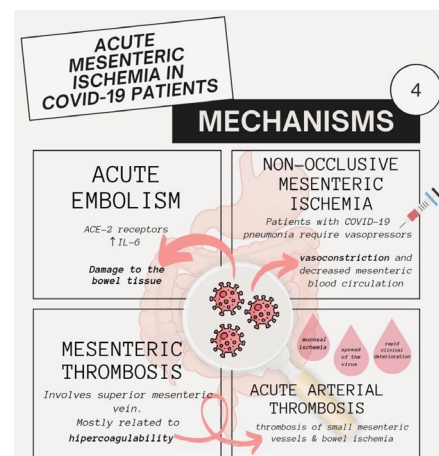 ACUTE
MESENTERIC
ISCHEMIA IN
COVID-19 PATIENTS
4
MECHANISMS
ACUTE
EMBOLISM
ACE-2 receptors
↑IL-6
Damage to the
bowel tissue
NON-OCCLUSIVE
MESENTERIC
ISCHEMIA
Patients with COVID-19
pneumonia require vasopressors
vasoconstriction and
decreased mesenteric
blood circulation
MESENTERIC
THROMBOSIS
Involves superior mesenteric
vein.
Mostly related to
hipercoagulability
mucosal
ischemia
spread
of the
virus
rapid
clinical
deterioration
ACUTE ARTERIAL
THROMBOSIS
thrombosis of small mesenteric
vessels & bowel ischemia